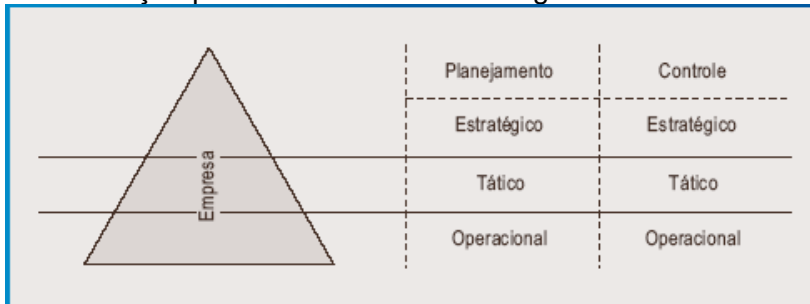 Planejamento Controle
Estratégico Estratégico
Empresa
Tático Tático
Operacional Operacional